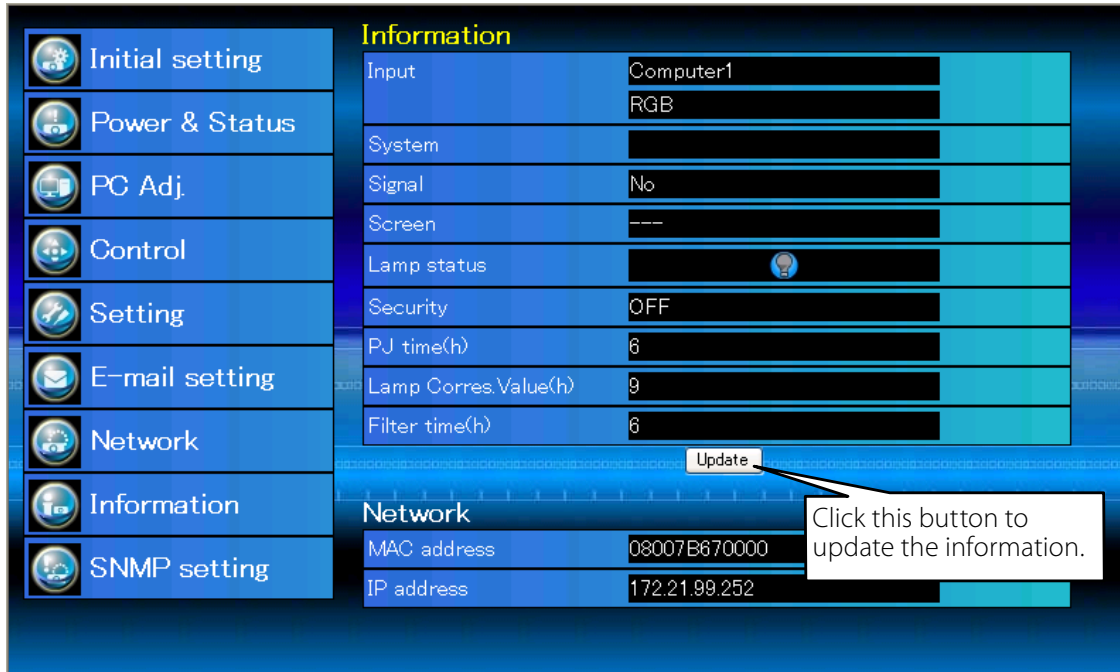 Initial setting
Power & Status
PC Adj.
Control
Setting
E-mail setting
Network
Information
SNMP setting
Information
Input Computer1
RGB
System
Signal No
Screen ---
Lamp status
Security OFF
PJ time(h) 6
Lamp Corres.Value(h) 9
Filter time(h) 6
Update
Click this button to
update the information.
Network
MAC address 08007B670000
IP address 172.21.99.252